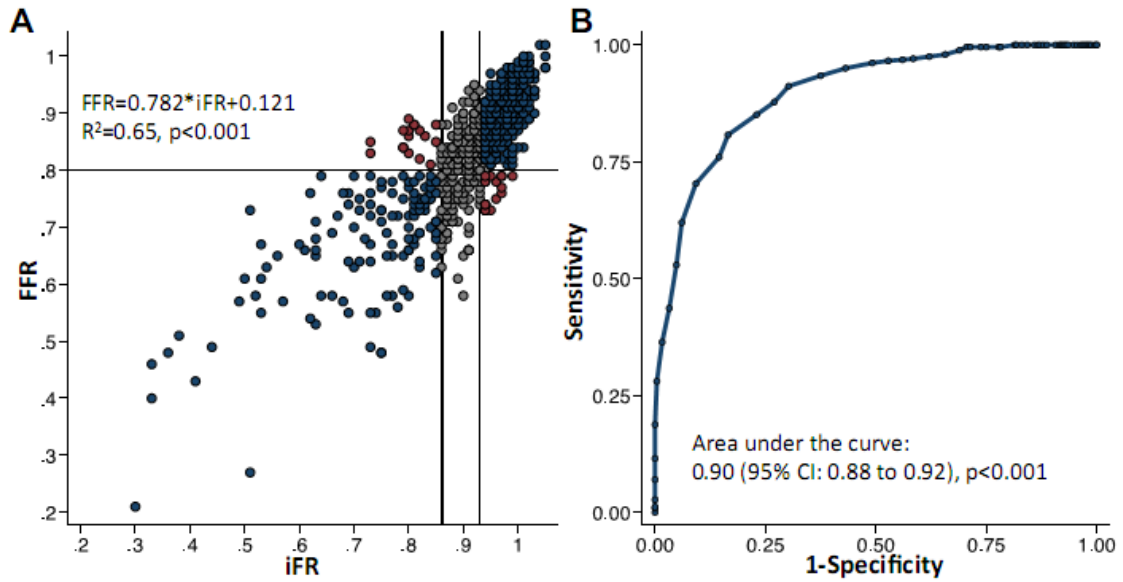 A
FFR=0.782*iFR+0.121
R²=0.65, p<0.001
1
.9
.8
.7
.6
.5
.4
.3
.2
FFR
.2 .3 .4 .5 .6 .7 .8 .9 1
iFR
B
1.00
0.75
0.50
0.25
0.00
Sensitivity
Area under the curve:
0.90 (95% CI: 0.88 to 0.92), p<0.001
0.00 0.25 0.50 0.75 1.00
1-Specificity